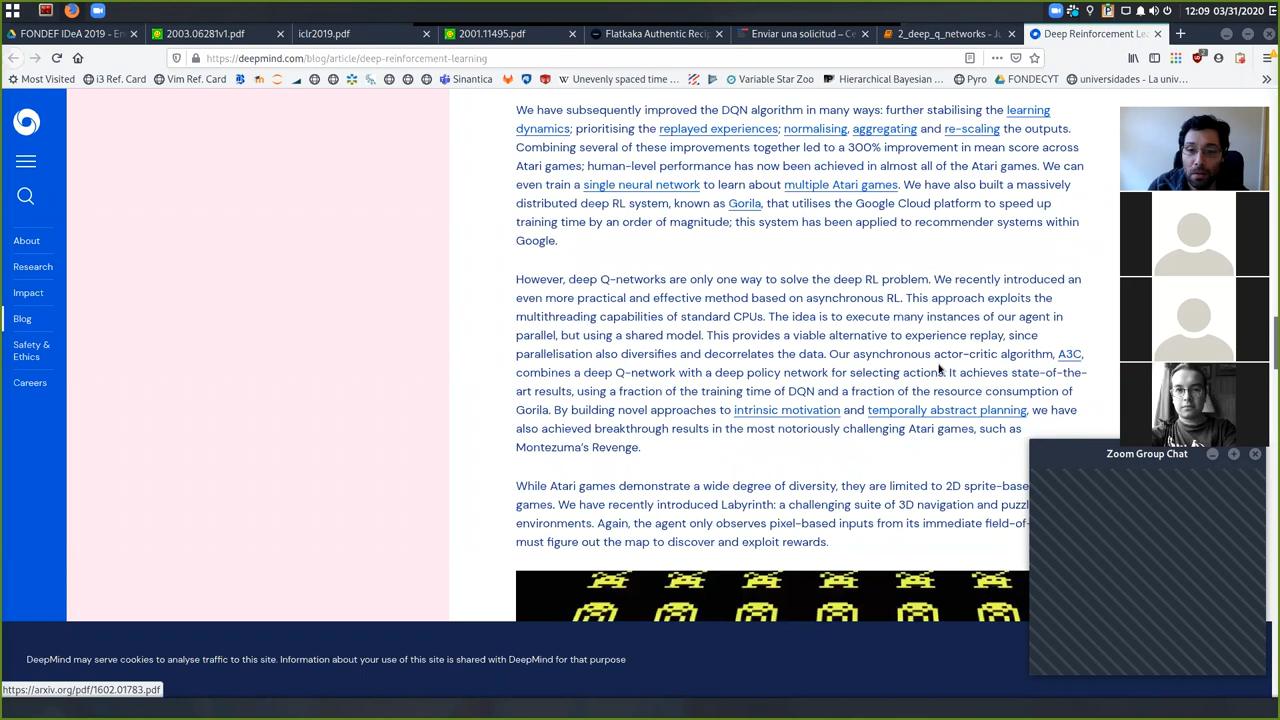 12:09 03/31/2020
FONDEF IDeA 2019 - En
2003.06281v1.pdf
iclr2019.pdf
2001.11495.pdf
Flatkaka Authentic Reci
Enviar una solicitud – Ce
2_deep_q_networks - Ju
Deep Reinforcement Le
https://deepmind.com/blog/article/deep-reinforcement-learning
Most Visited
i3 Ref. Card
Vim Ref. Card
Sinantica
Unevenly spaced time ...
Variable Star Zoo
Hierarchical Bayesian ...
Pyro
FONDECYT
universidades - La univ...
About
Research
Impact
Blog
Safety &
Ethics
Careers
We have subsequently improved the DQN algorithm in many ways: further stabilising the learning
dynamics; prioritising the replayed experiences; normalising, aggregating and re-scaling the outputs.
Combining several of these improvements together led to a 300% improvement in mean score across
Atari games; human-level performance has now been achieved in almost all of the Atari games. We can
even train a single neural network to learn about multiple Atari games. We have also built a massively
distributed deep RL system, known as Gorila, that utilises the Google Cloud platform to speed up
training time by an order of magnitude; this system has been applied to recommender systems within
Google.
However, deep Q-networks are only one way to solve the deep RL problem. We recently introduced an
even more practical and effective method based on asynchronous RL. This approach exploits the
multithreading capabilities of standard CPUs. The idea is to execute many instances of our agent in
parallel, but using a shared model. This provides a viable alternative to experience replay, since
parallelisation also diversifies and decorrelates the data. Our asynchronous actor-critic algorithm, A3C,
combines a deep Q-network with a deep policy network for selecting actions. It achieves state-of-the-
art results, using a fraction of the training time of DQN and a fraction of the resource consumption of
Gorila. By building novel approaches to intrinsic motivation and temporally abstract planning, we have
also achieved breakthrough results in the most notoriously challenging Atari games, such as
Montezuma's Revenge.
While Atari games demonstrate a wide degree of diversity, they are limited to 2D sprite-base
games. We have recently introduced Labyrinth: a challenging suite of 3D navigation and puzzl
environments. Again, the agent only observes pixel-based inputs from its immediate field-of-
must figure out the map to discover and exploit rewards.
Zoom Group Chat
DeepMind may serve cookies to analyse traffic to this site. Information about your use of this site is shared with DeepMind for that purpose
https://arxiv.org/pdf/1602.01783.pdf